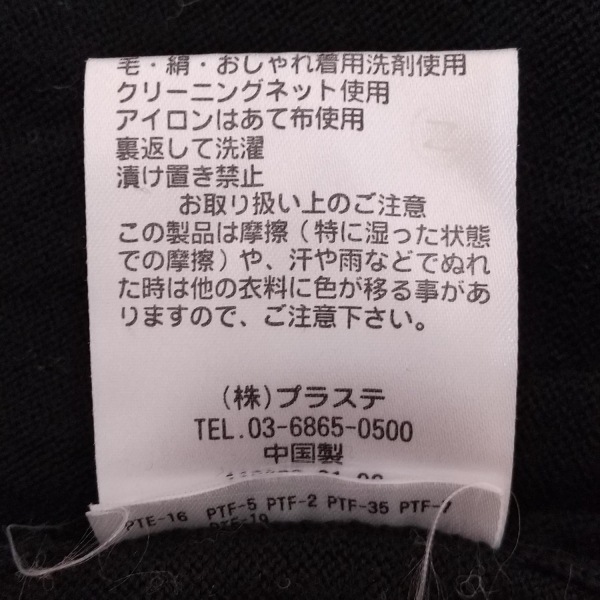 毛・絹・おしゃれ着用洗剤使用
クリーニングネット使用
アイロンはあて布使用
裏返して洗濯
漬け置き禁止
お取り扱い上のご注意
この製品は摩擦(特に湿った状態
での摩擦)や、汗や雨などでぬれ
た時は他の衣料に色が移る事があ
りますので、ご注意下さい。
(株)プラステ
TEL.03-6865-0500
中国製
PTE-16 PTF-5 PTF-2 PTF-35